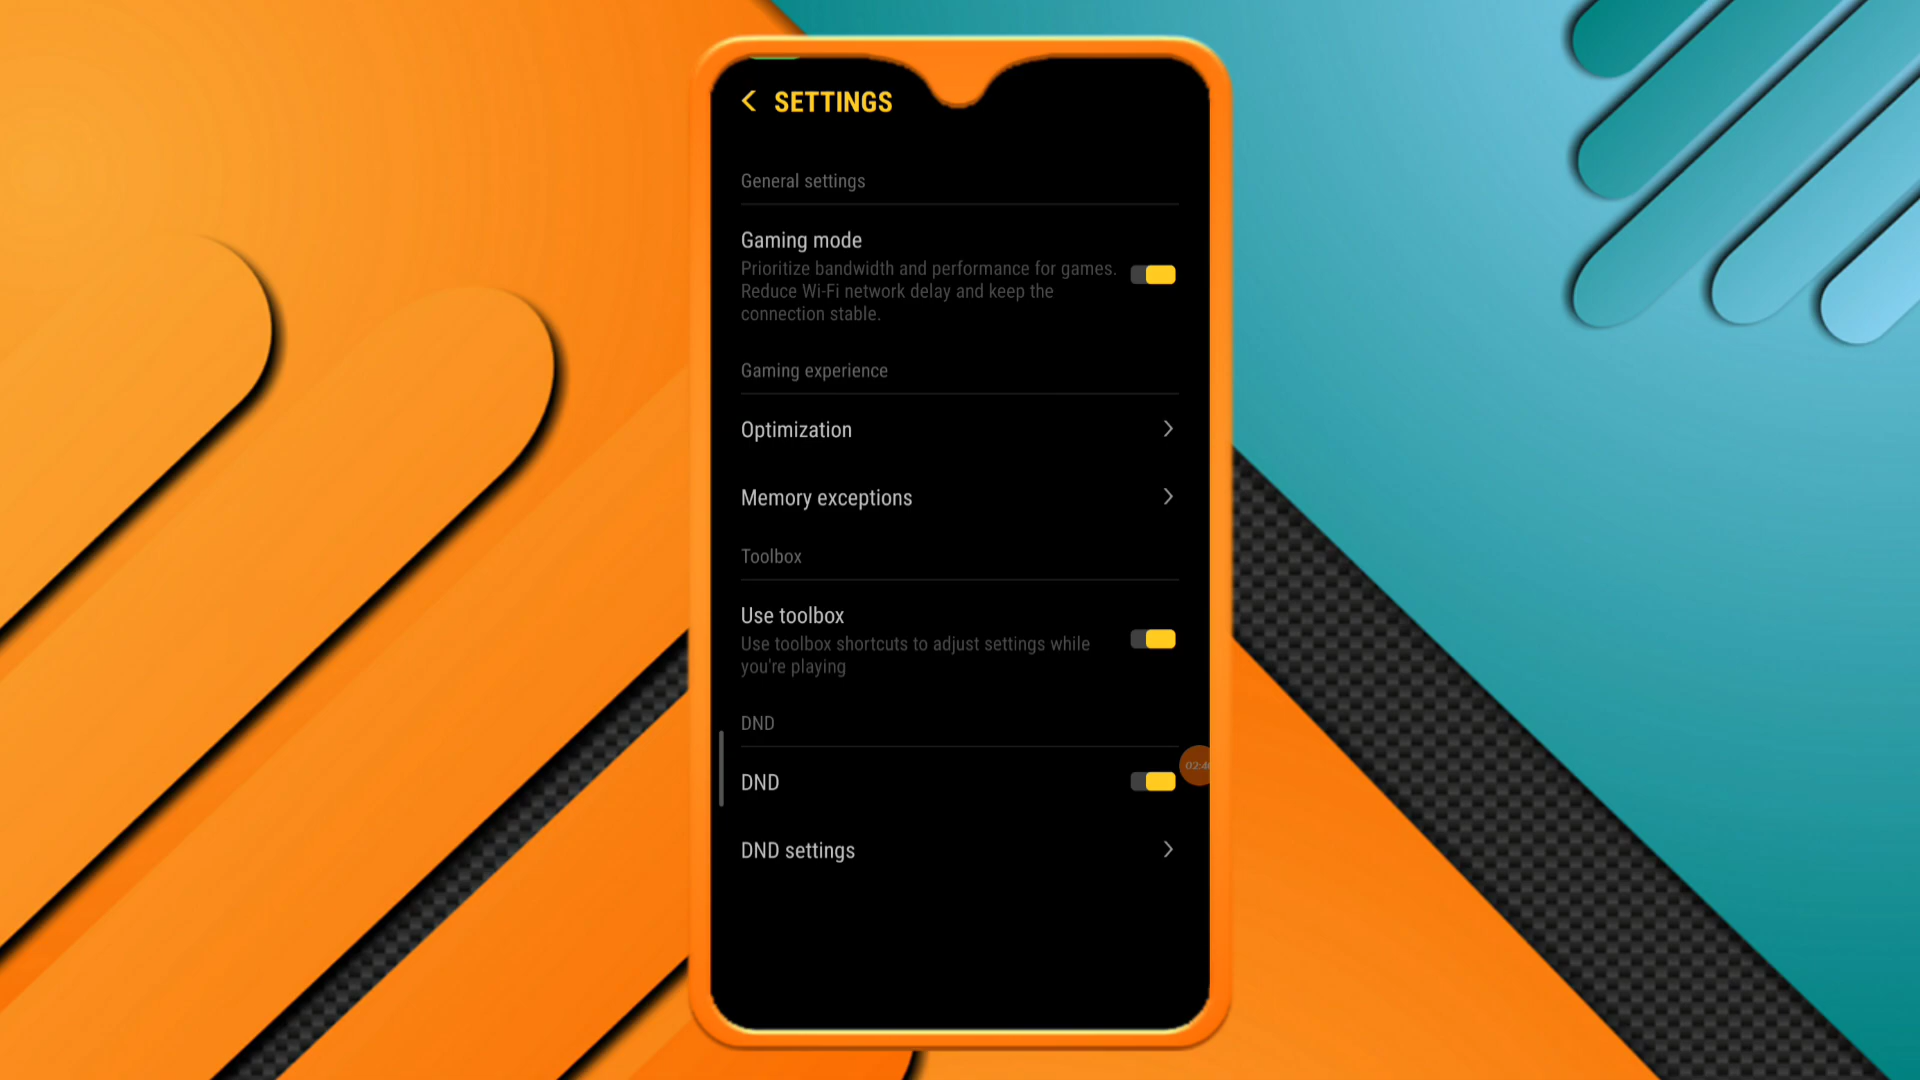 SETTINGS
General settings
Gaming mode
Prioritize bandwidth and performance for games.
Reduce Wi-Fi network delay and keep the
connection stable.
Gaming experience
Optimization
Memory exceptions
Toolbox
Use toolbox
Use toolbox shortcuts to adjust settings while
you're playing
DND
DND
DND settings